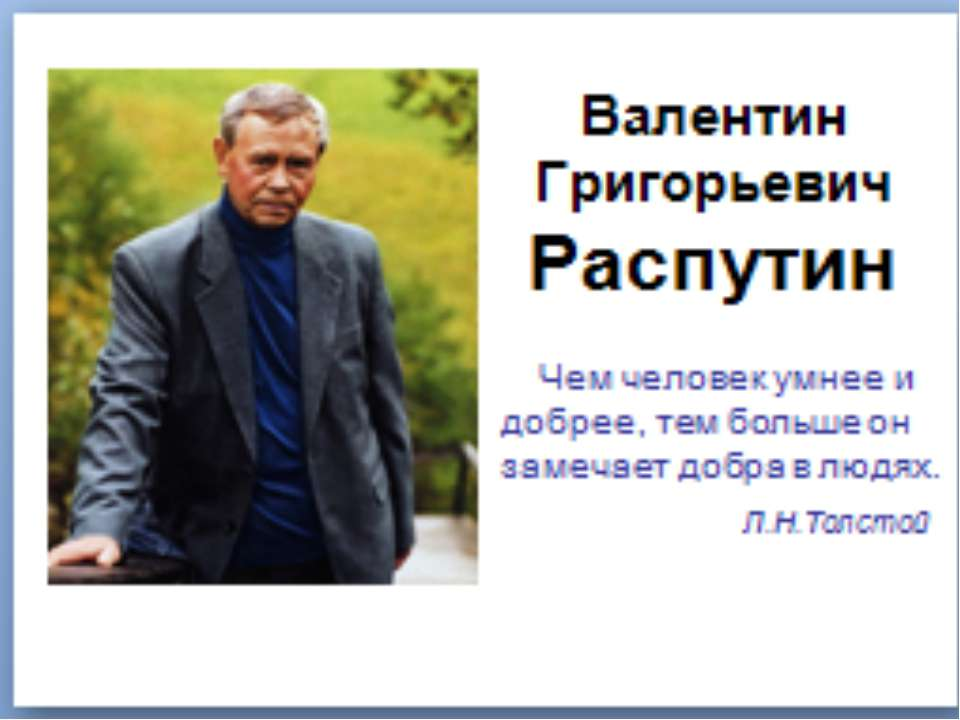 Валентин
Григорьевич
Распутин
Чем человек умнее и
добрее, тем больше он
замечает добра в людях.
Л.Н.Толстой